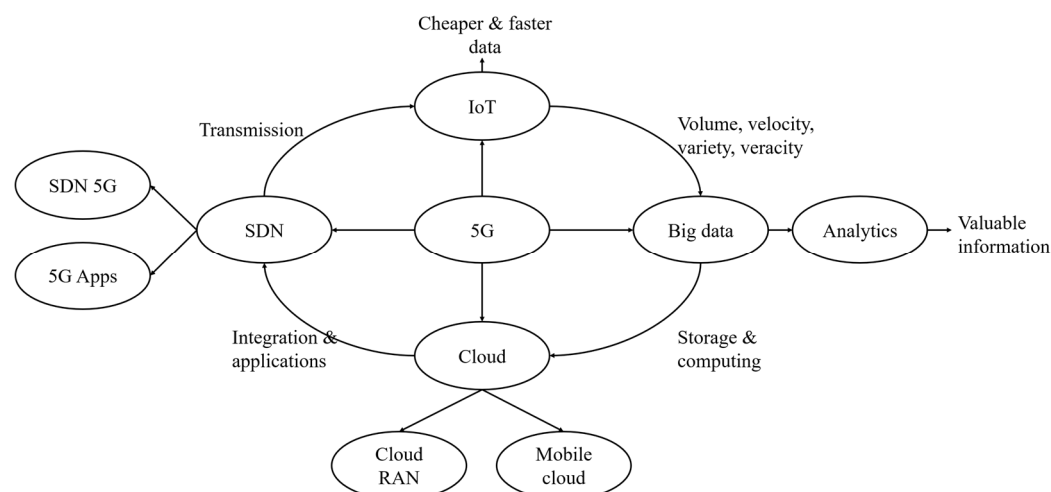 Cheaper & faster
data
IoT
Transmission
Volume, velocity,
variety, veracity
SDN 5G
SDN
5G
Big data
Analytics
Valuable
information
5G Apps
Integration &
applications
Cloud
Storage &
computing
Cloud
RAN
Mobile
cloud